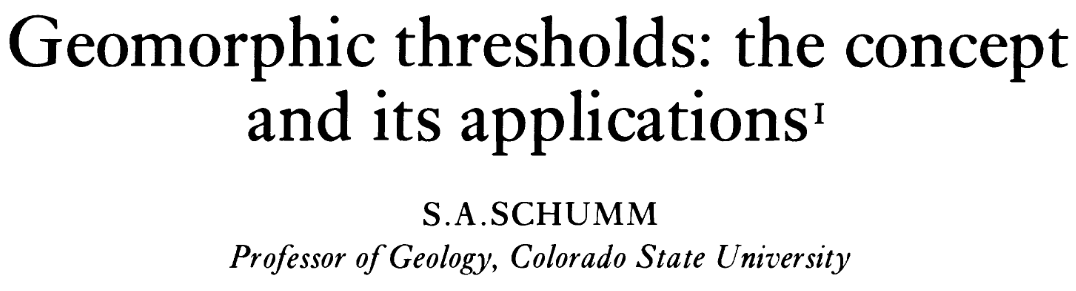 Geomorphic thresholds: the concept
and its applications¹
S.A.SCHUMM
Professor of Geology, Colorado State University